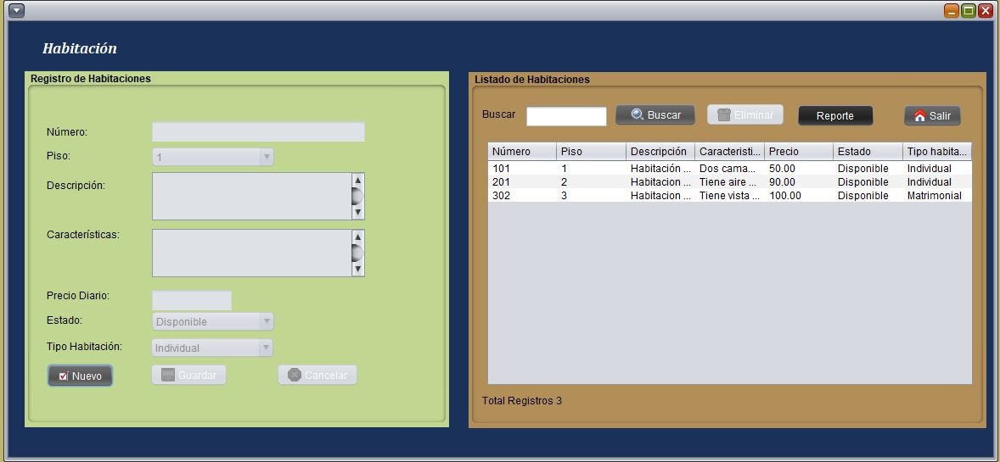 Habitación
Registro de Habitaciones
Número:
Piso:
1
Descripción:
Características:
Precio Diario:
Estado:
Disponible
Tipo Habitación:
Individual
Nuevo
Guardar
Cancelar
Listado de Habitaciones
Buscar
Buscar
Eliminar
Reporte
Salir
Número Piso Descripción Caracteristi... Precio Estado Tipo habita...
101 1 Habitación ... Dos cama... 50.00 Disponible Individual
201 2 Habitacion ... Tiene aire ... 90.00 Disponible Individual
302 3 Habitacion ... Tiene vista ... 100.00 Disponible Matrimonial
Total Registros 3